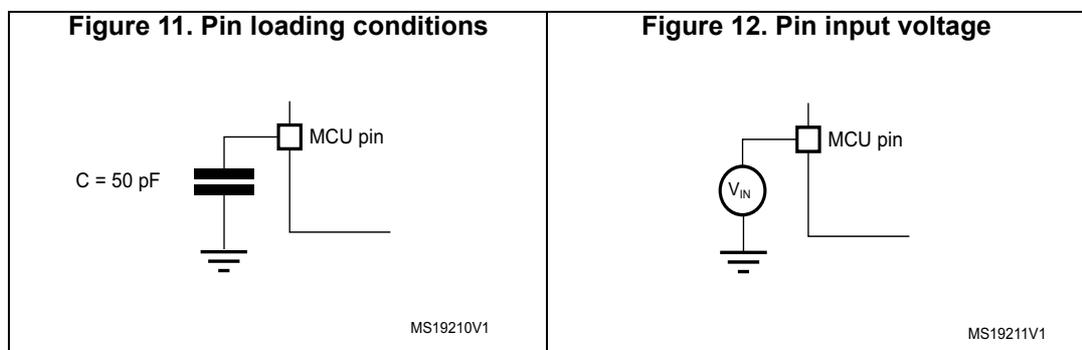 Figure 11. Pin loading conditions
MCU pin
C = 50 pF
MS19210V1
Figure 12. Pin input voltage
MCU pin
VIN
MS19211V1